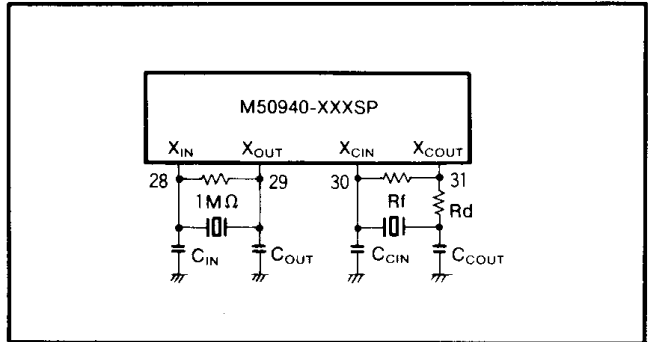 M50940-XXXSP
XIN XOUT XCIN XCOUT
28 29 30 31
1MΩ Rf Rd
CIN COUT CCIN CCOUT